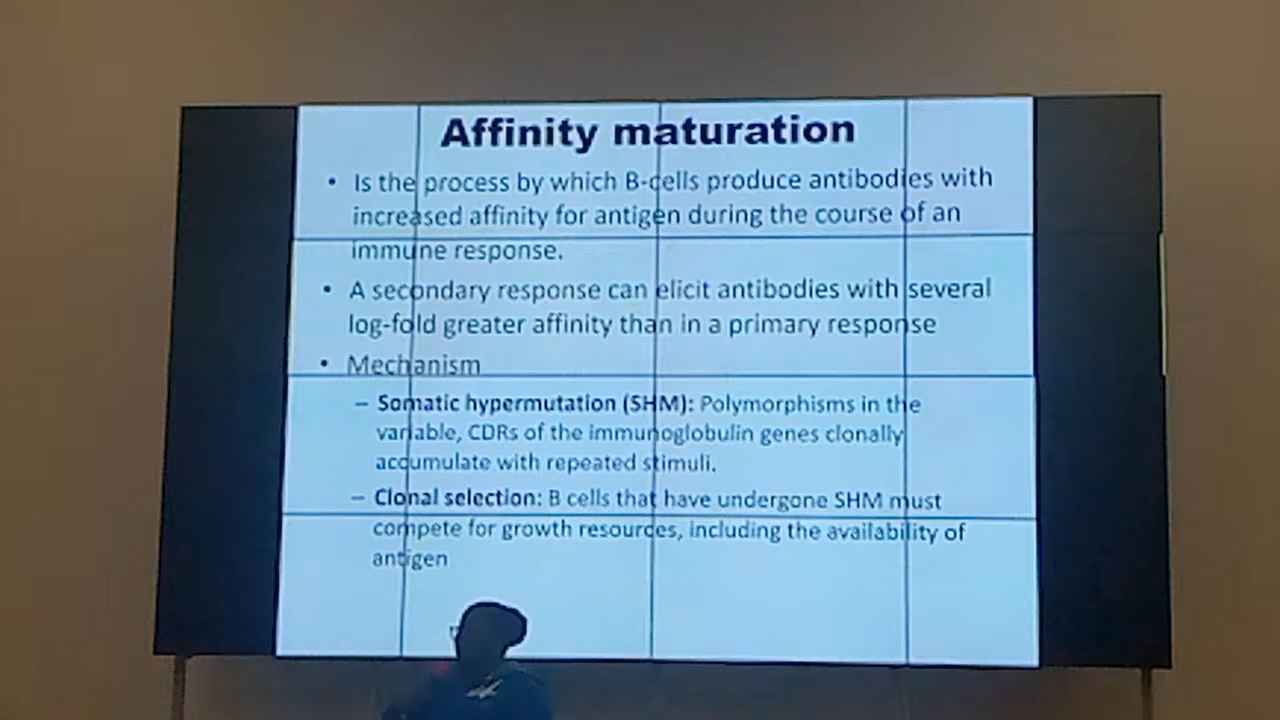 Affinity maturation
• Is the process by which B-cells produce antibodies with
increased affinity for antigen during the course of an
immune response.
• A secondary response can elicit antibodies with several
log-fold greater affinity than in a primary response
• Mechanism
– Somatic hypermutation (SHM): Polymorphisms in the
variable, CDRs of the immunoglobulin genes clonally
accumulate with repeated stimuli.
– Clonal selection: B cells that have undergone SHM must
compete for growth resources, including the availability of
antigen